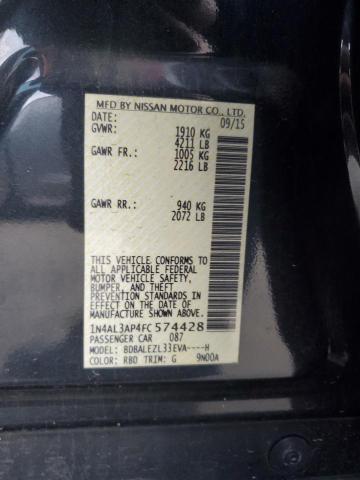 MFD BY NISSAN MOTOR CO., LTD.
DATE: 09/15
GVWR: 1910 KG
4211 LB
GAWR FR: 1005 KG
2216 LB
GAWR RR: 940 KG
2072 LB
THIS VEHICLE CONFORMS TO ALL
APPLICABLE FEDERAL MOTOR
MOTOR VEHICLE SAFETY,
BUMPER, AND THEFT
PREVENTION STANDARDS IN
EFFECT ON THE DATE OF
MANUFACTURE SHOWN ABOVE.
1N4AL3AP4FC574428
PASSENGER CAR 087
MODEL: BDBALEZL33EVA----H
COLOR: RBD TRIM: G 9N00A